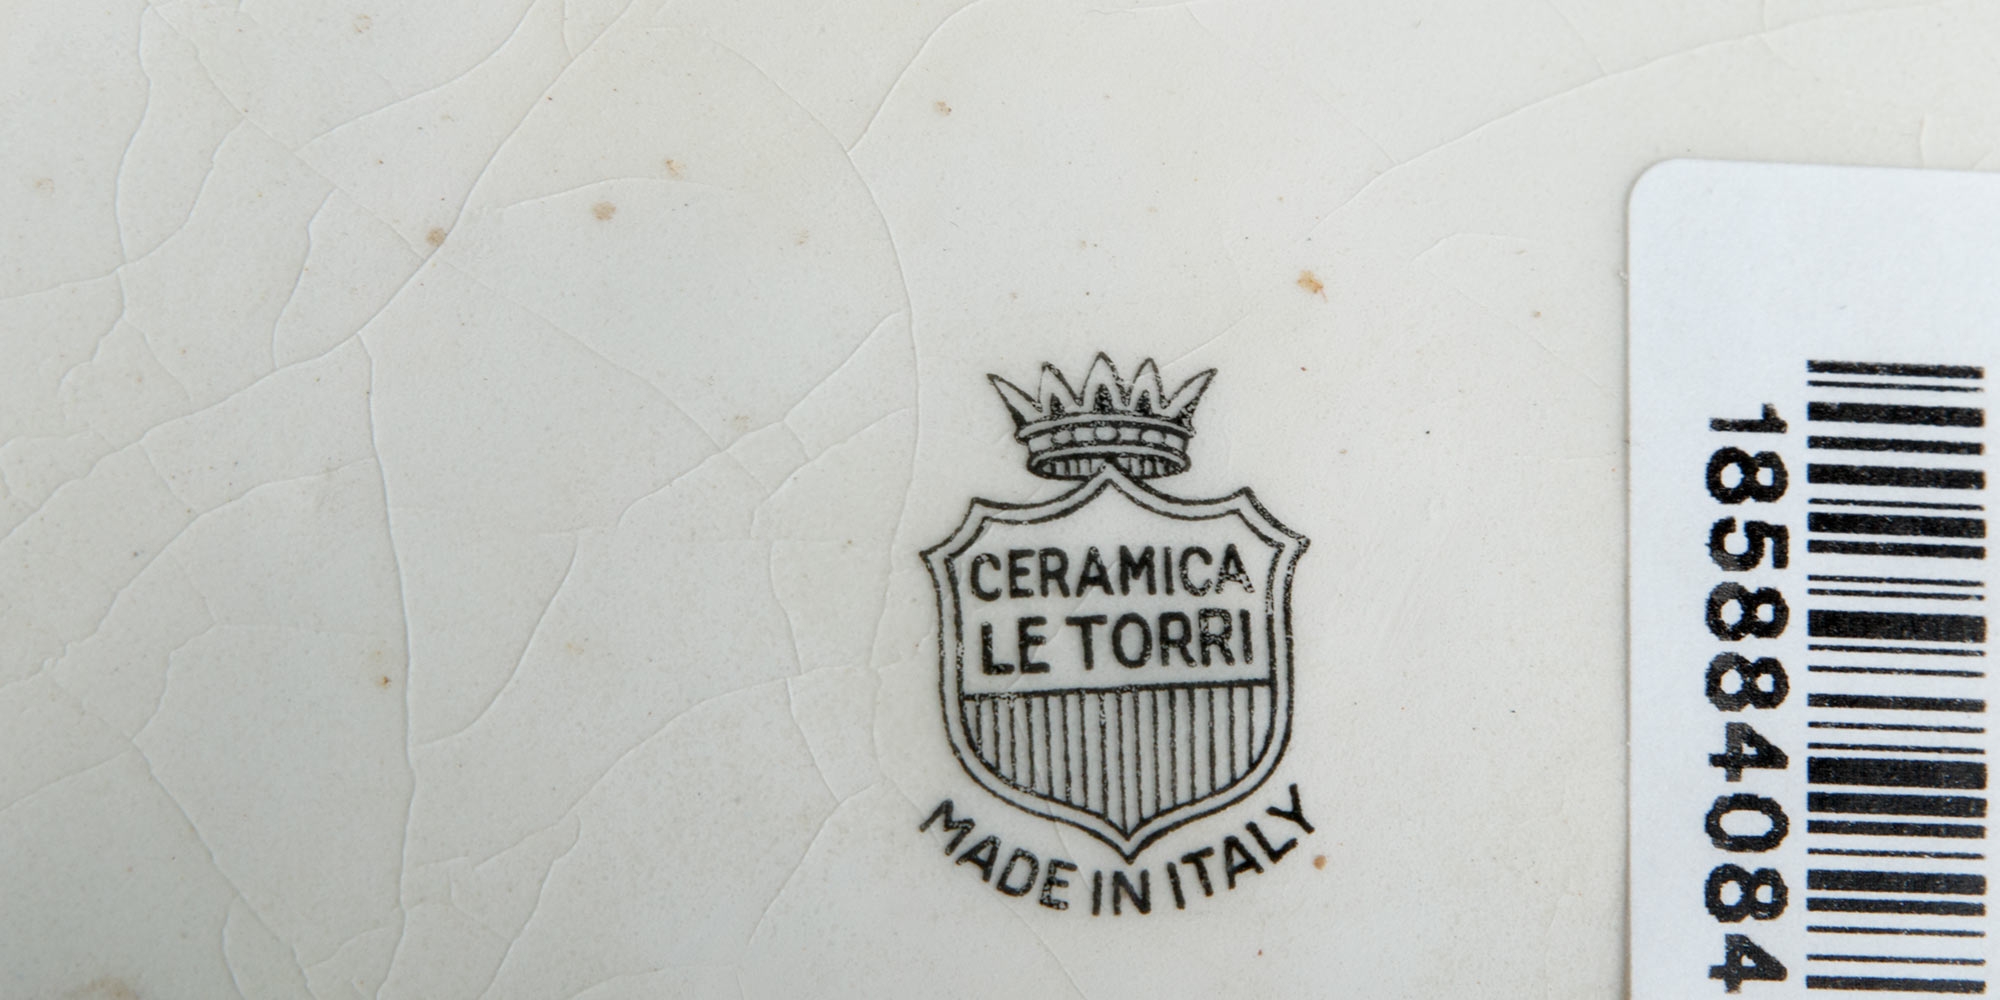 CERAMICA
LE TORRI
MADE IN ITALY
185884084